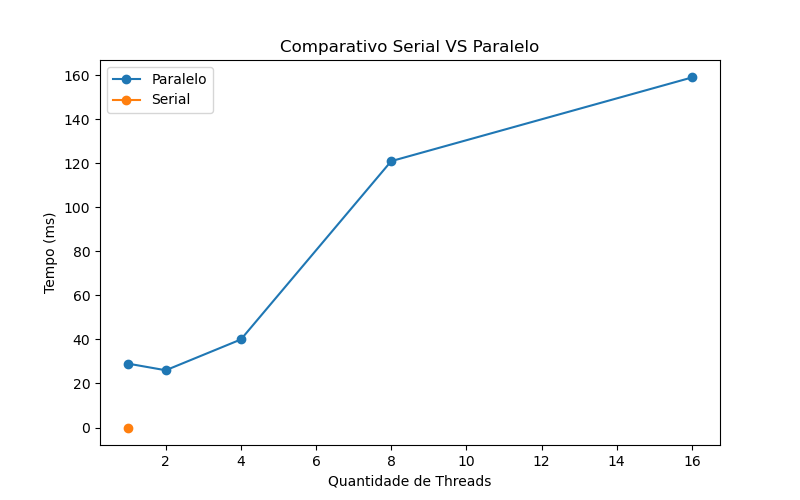 Comparativo Serial VS Paralelo
Paralelo
Serial
Tempo (ms)
160
140
120
100
80
60
40
20
0
2 4 6 8 10 12 14 16
Quantidade de Threads